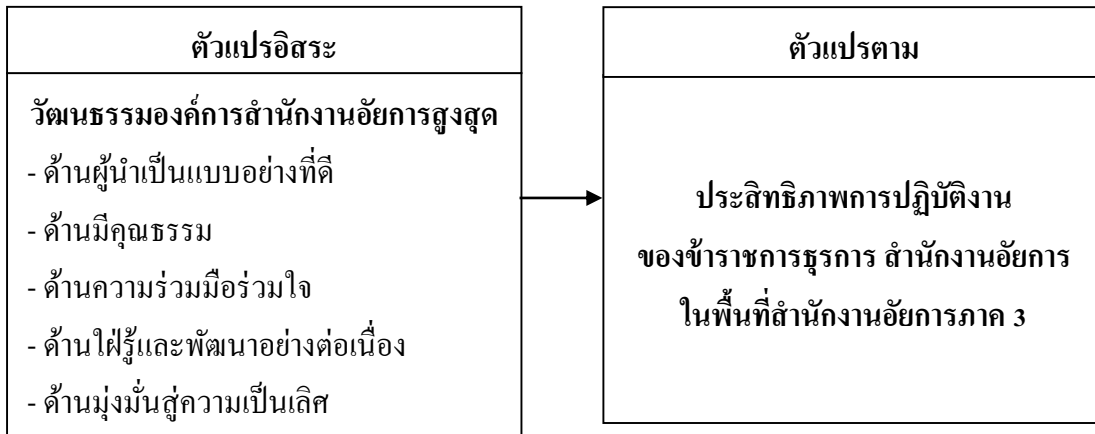 ตัวแปรอิสระ
วัฒนธรรมองค์การสำนักงานอัยการสูงสุด
- ด้านผู้นำเป็นแบบอย่างที่ดี
- ด้านมีคุณธรรม
- ด้านความร่วมมือร่วมใจ
- ด้านใฝ่รู้และพัฒนาอย่างต่อเนื่อง
- ด้านมุ่งมั่นสู่ความเป็นเลิศ
ตัวแปรตาม
ประสิทธิภาพการปฏิบัติงาน
ของข้าราชการธุรการ สำนักงานอัยการ
ในพื้นที่สำนักงานอัยการภาค 3